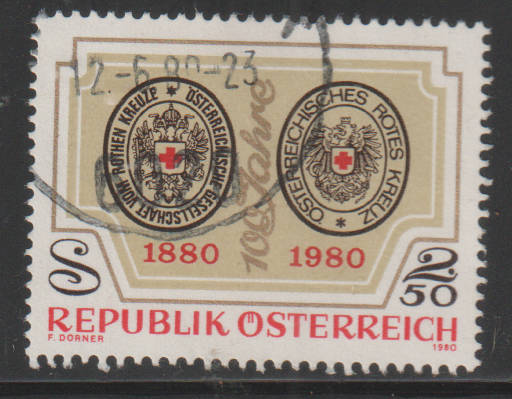 12.-6.80-23
ÖSTERREICHISCHE GESELLSCHAFT VOM ROTHEN KREUZE *
ÖSTERREICHISCHES ROTES KREUZ *
100 Jahre
1880
1980
S
2 50
REPUBLIK ÖSTERREICH
F. DORNER
1980